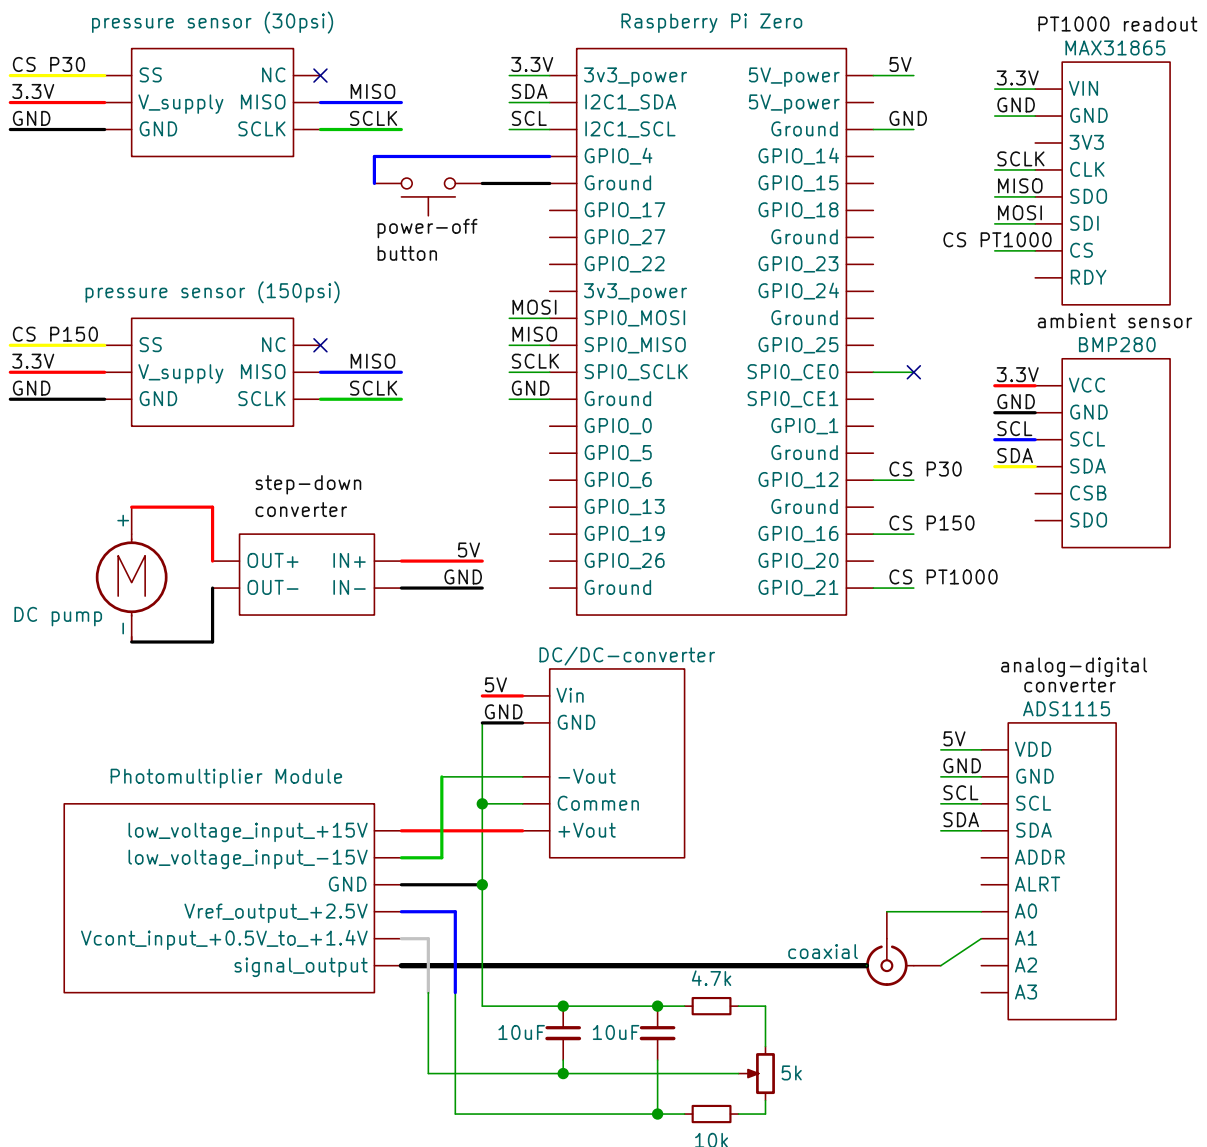 pressure sensor (30psi)
CS P30
3.3V
GND
SS
V_supply
GND
NC
MISO
SCLK
MISO
SCLK
power-off
button
pressure sensor (150psi)
CS P150
3.3V
GND
SS
V_supply
GND
NC
MISO
SCLK
MISO
SCLK
step-down
converter
+
M
-
DC pump
OUT+
OUT-
IN+
IN-
5V
GND
Raspberry Pi Zero
3.3V
SDA
SCL
MOSI
MISO
SCLK
GND
3v3_power
I2C1_SDA
I2C1_SCL
GPIO_4
Ground
GPIO_17
GPIO_27
GPIO_22
3v3_power
SPI0_MOSI
SPI0_MISO
SPI0_SCLK
Ground
GPIO_0
GPIO_5
GPIO_6
GPIO_13
GPIO_19
GPIO_26
Ground
5V_power
5V_power
Ground
GPIO_14
GPIO_15
GPIO_18
Ground
GPIO_23
GPIO_24
Ground
GPIO_25
SPI0_CE0
SPI0_CE1
GPIO_1
Ground
GPIO_12
Ground
GPIO_16
GPIO_20
GPIO_21
5V
GND
CS P30
CS P150
CS PT1000
PT1000 readout
MAX31865
3.3V
GND
SCLK
MISO
MOSI
CS PT1000
VIN
GND
3V3
CLK
SDO
SDI
CS
RDY
ambient sensor
BMP280
3.3V
GND
SCL
SDA
VCC
GND
SCL
SDA
CSB
SDO
DC/DC-converter
5V
GND
Vin
GND
-Vout
Commen
+Vout
Photomultiplier Module
low_voltage_input_+15V
low_voltage_input_-15V
GND
Vref_output_+2.5V
Vcont_input_+0.5V_to_+1.4V
signal_output
coaxial
4.7k
10uF
10uF
5k
10k
analog-digital
converter
ADS1115
5V
GND
SCL
SDA
VDD
GND
SCL
SDA
ADDR
ALRT
A0
A1
A2
A3